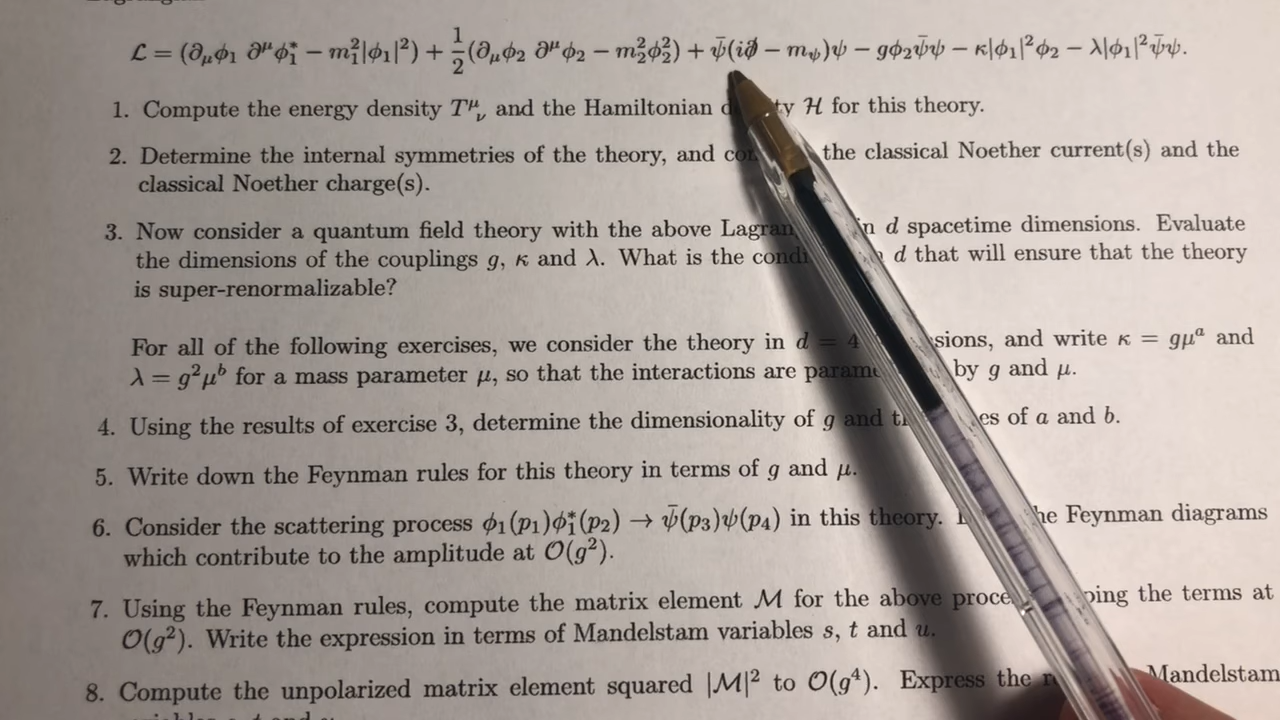 L = (∂_μφ_1 ∂^μφ_1^* − m_1^2|φ_1|^2) + 1/2(∂_μφ_2 ∂^μφ_2 − m_2^2φ_2^2) + ψ̄(i∂̸ − m_ψ)ψ − gφ_2ψ̄ψ − κ|φ_1|^2φ_2 − λ|φ_1|^2ψ̄ψ.
1. Compute the energy density T^μ_ν and the Hamiltonian ℋ for this theory.
2. Determine the internal symmetries of the theory, and the classical Noether current(s) and the
classical Noether charge(s).
3. Now consider a quantum field theory with the above d spacetime dimensions. Evaluate
the dimensions of the couplings g, κ and λ. What is the d that will ensure that the theory
is super-renormalizable?
For all of the following exercises, we consider the theory in d = 4 and write κ = gμ^a and
λ = g^2μ^b for a mass parameter μ, so that the interactions are by g and μ.
4. Using the results of exercise 3, determine the dimensionality of g and of a and b.
5. Write down the Feynman rules for this theory in terms of g and μ.
6. Consider the scattering process φ_1(p_1)φ_1^*(p_2) → ψ̄(p_3)ψ(p_4) in this theory. Feynman diagrams
which contribute to the amplitude at O(g^2).
7. Using the Feynman rules, compute the matrix element ℳ for the above the terms at
O(g^2). Write the expression in terms of Mandelstam variables s, t and u.
8. Compute the unpolarized matrix element squared |ℳ|^2 to O(g^4). Express the Mandelstam